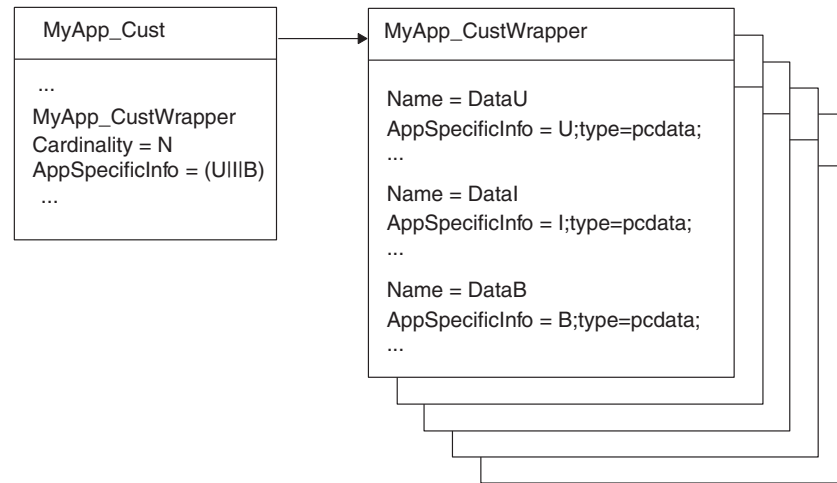 MyApp_Cust
...
MyApp_CustWrapper
Cardinality = N
AppSpecificInfo = (U|I|B)
...
MyApp_CustWrapper
Name = DataU
AppSpecificInfo = U;type=pcdata;
...
Name = DataI
AppSpecificInfo = I;type=pcdata;
...
Name = DataB
AppSpecificInfo = B;type=pcdata;
...